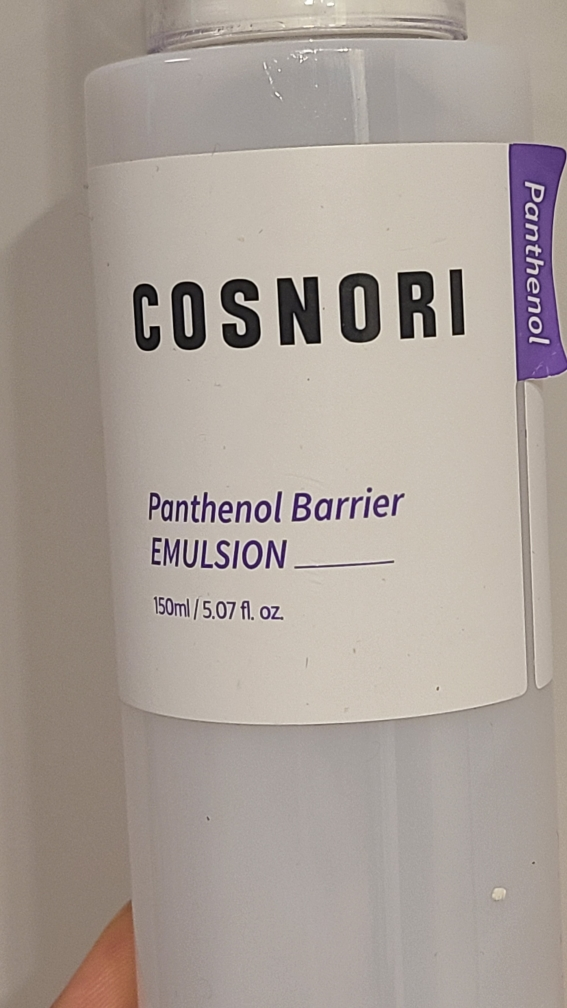 COSNORI
Panthenol
Panthenol Barrier
EMULSION
150ml / 5.07 fl. oz.